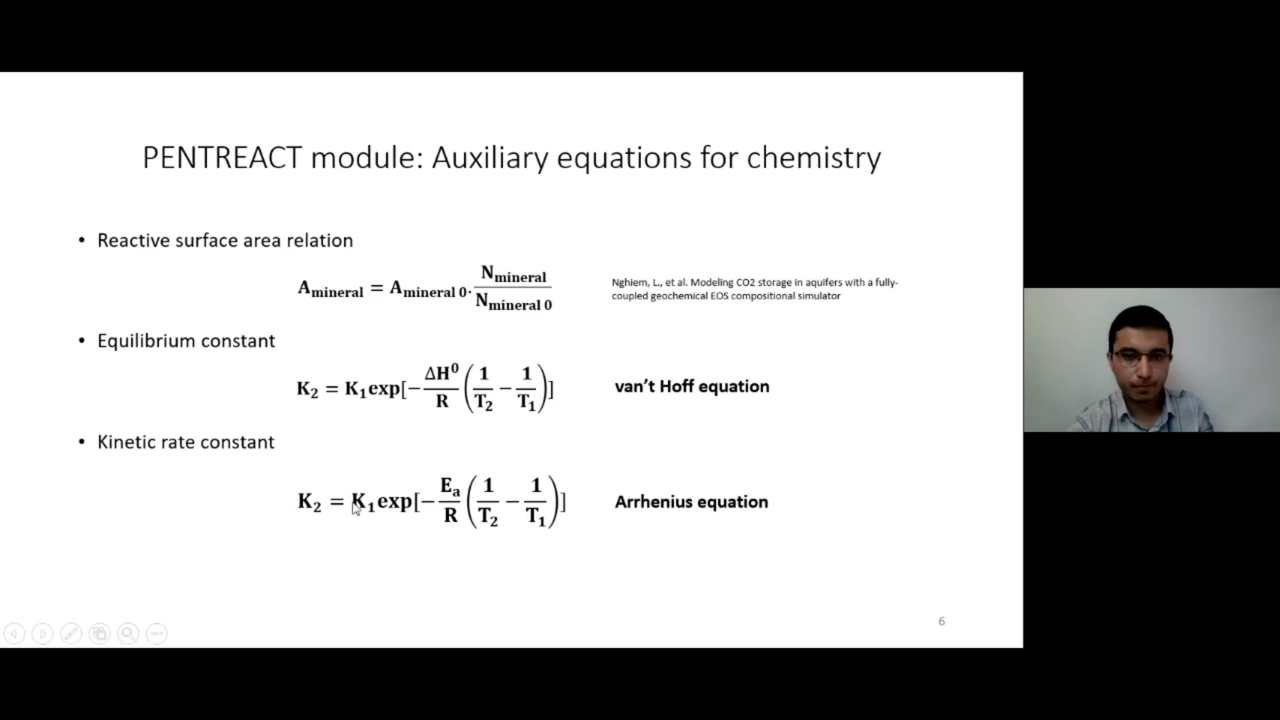 PENTREACT module: Auxiliary equations for chemistry
• Reactive surface area relation
A_mineral = A_mineral 0 · N_mineral / N_mineral 0
Nghiem, L., et al. Modeling CO2 storage in aquifers with a fully-
coupled geochemical EOS compositional simulator
• Equilibrium constant
K₂ = K₁exp[−ΔH⁰/R (1/T₂ − 1/T₁)]
van't Hoff equation
• Kinetic rate constant
K₂ = K₁exp[−Eₐ/R (1/T₂ − 1/T₁)]
Arrhenius equation
6